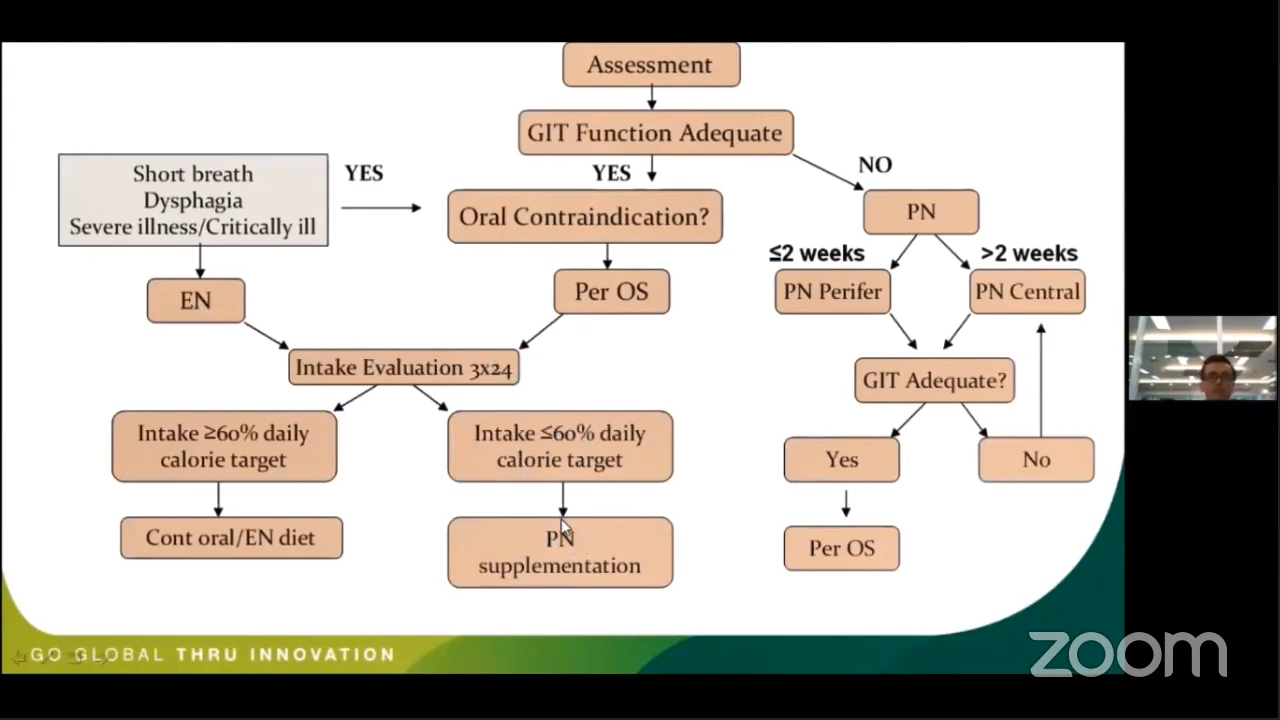 Assessment
GIT Function Adequate
YES
NO
Short breath
Dysphagia
Severe illness/Critically ill
YES
Oral Contraindication?
PN
≤2 weeks
>2 weeks
EN
Per OS
PN Perifer
PN Central
Intake Evaluation 3x24
GIT Adequate?
Intake ≥60% daily
calorie target
Intake ≤60% daily
calorie target
Yes
No
Cont oral/EN diet
PN
supplementation
Per OS
GO GLOBAL THRU INNOVATION
zoom